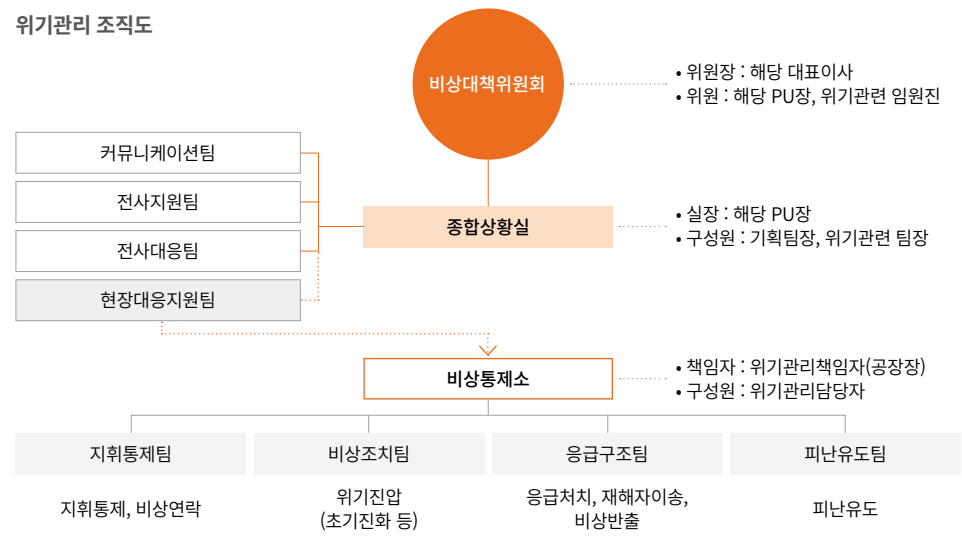 위기관리 조직도
비상대책위원회
• 위원장 : 해당 대표이사
• 위원 : 해당 PU장, 위기관련 임원진
커뮤니케이션팀
전사지원팀
전사대응팀
현장대응지원팀
종합상황실
• 실장 : 해당 PU장
• 구성원 : 기획팀장, 위기관련 팀장
비상통제소
• 책임자 : 위기관리책임자(공장장)
• 구성원 : 위기관리담당자
지휘통제팀
비상조치팀
응급구조팀
피난유도팀
지휘통제, 비상연락
위기진압
(초기진화 등)
응급처치, 재해자이송,
비상반출
피난유도